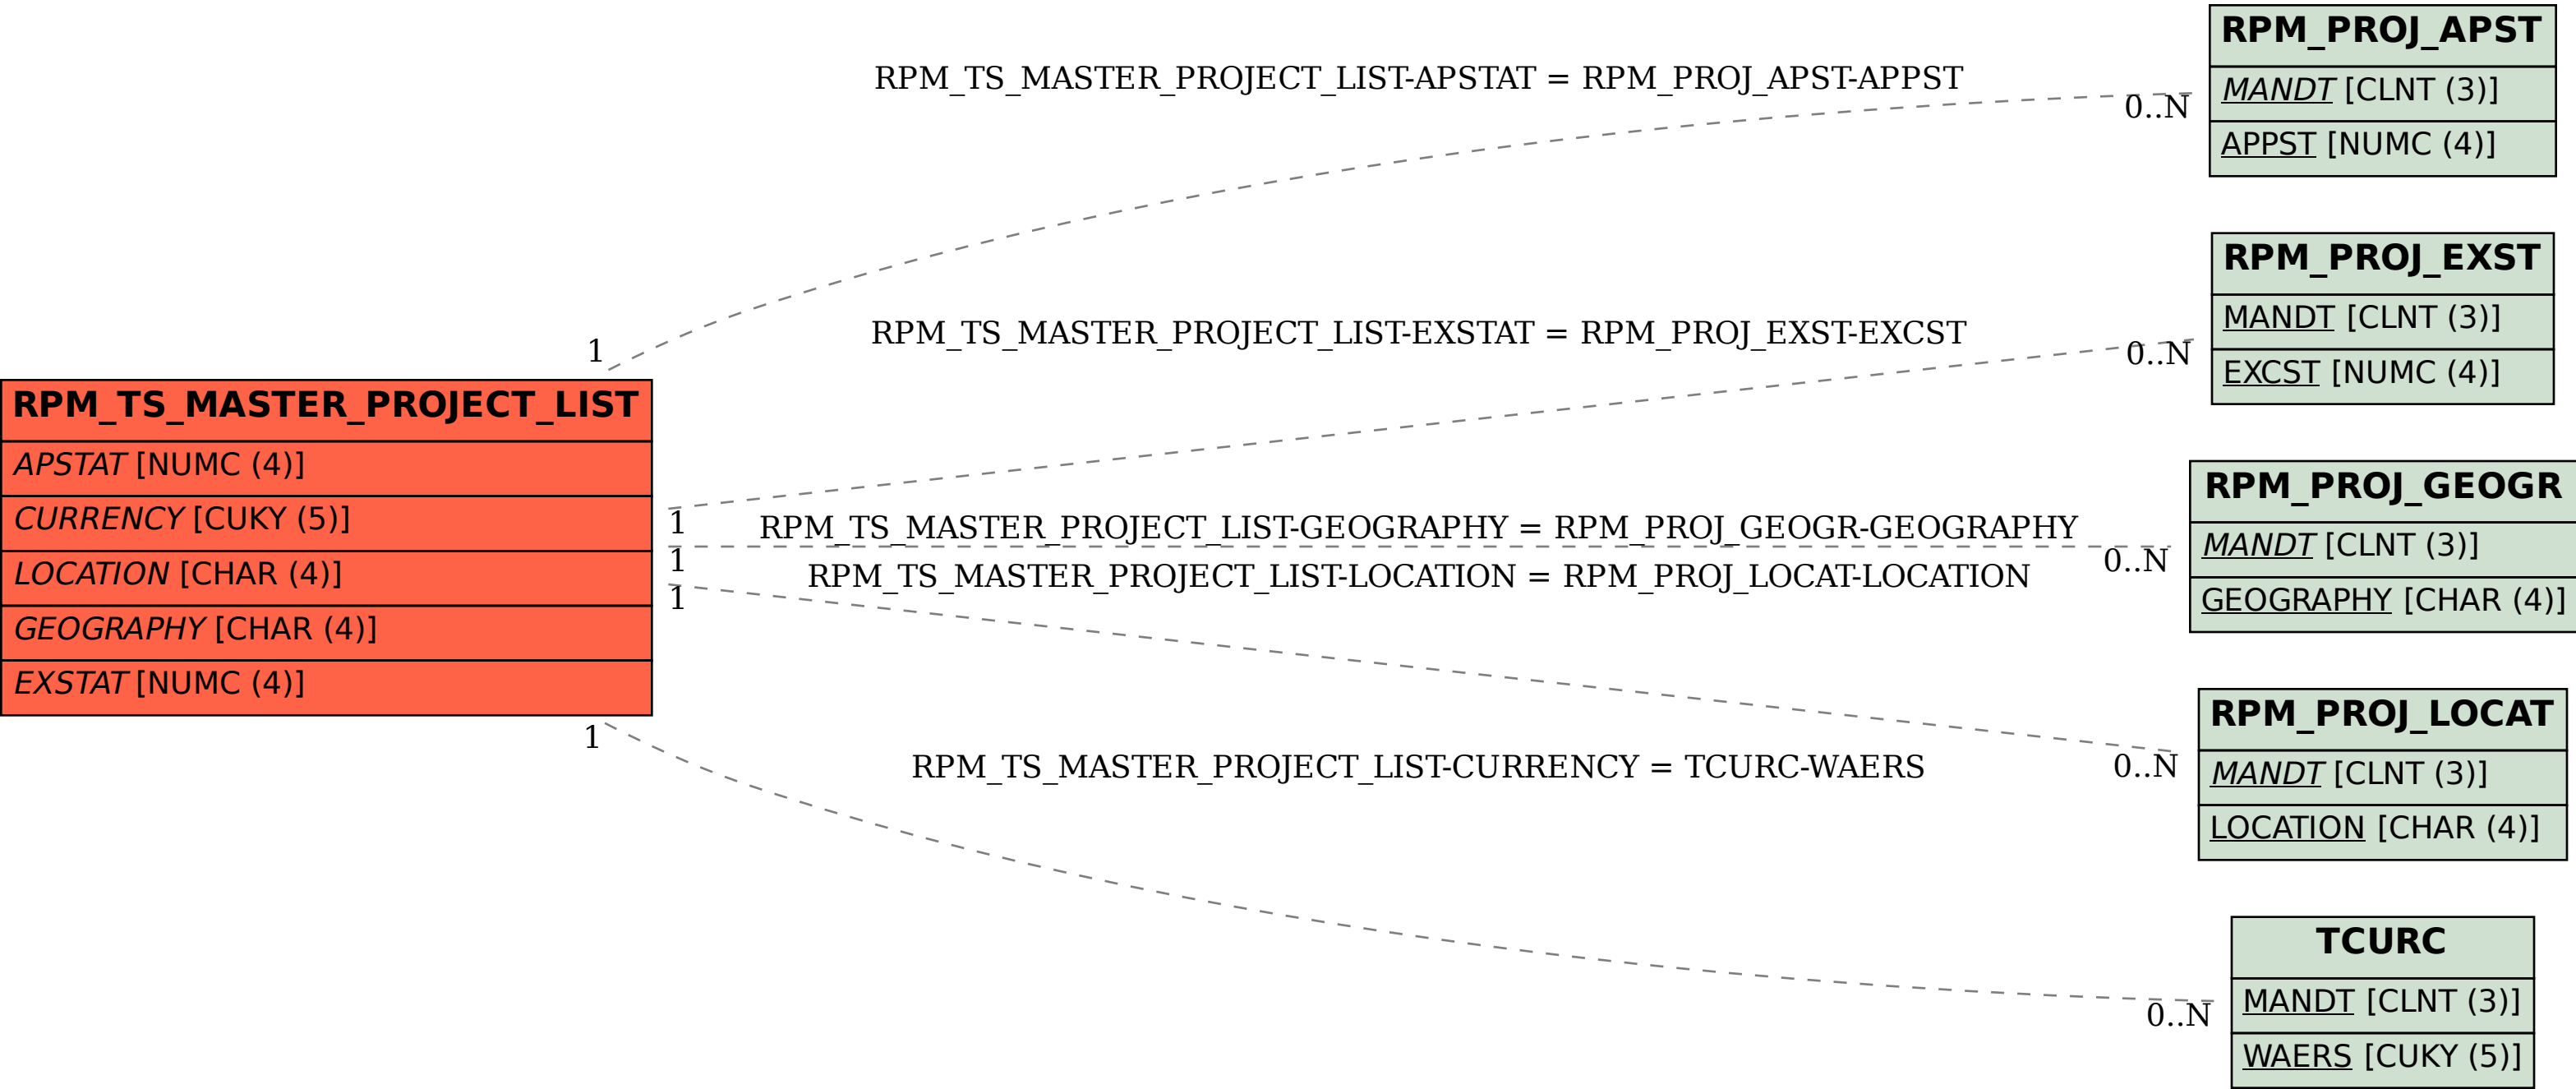 RPM_TS_MASTER_PROJECT_LIST
APSTAT [NUMC (4)]
CURRENCY [CUKY (5)]
LOCATION [CHAR (4)]
GEOGRAPHY [CHAR (4)]
EXSTAT [NUMC (4)]
RPM_TS_MASTER_PROJECT_LIST-APSTAT = RPM_PROJ_APST-APPST
1
0..N
RPM_PROJ_APST
MANDT [CLNT (3)]
APPST [NUMC (4)]
RPM_TS_MASTER_PROJECT_LIST-EXSTAT = RPM_PROJ_EXST-EXCST
1
0..N
RPM_PROJ_EXST
MANDT [CLNT (3)]
EXCST [NUMC (4)]
RPM_TS_MASTER_PROJECT_LIST-GEOGRAPHY = RPM_PROJ_GEOGR-GEOGRAPHY
1
0..N
RPM_PROJ_GEOGR
MANDT [CLNT (3)]
GEOGRAPHY [CHAR (4)]
RPM_TS_MASTER_PROJECT_LIST-LOCATION = RPM_PROJ_LOCAT-LOCATION
1
0..N
RPM_PROJ_LOCAT
MANDT [CLNT (3)]
LOCATION [CHAR (4)]
RPM_TS_MASTER_PROJECT_LIST-CURRENCY = TCURC-WAERS
1
0..N
TCURC
MANDT [CLNT (3)]
WAERS [CUKY (5)]